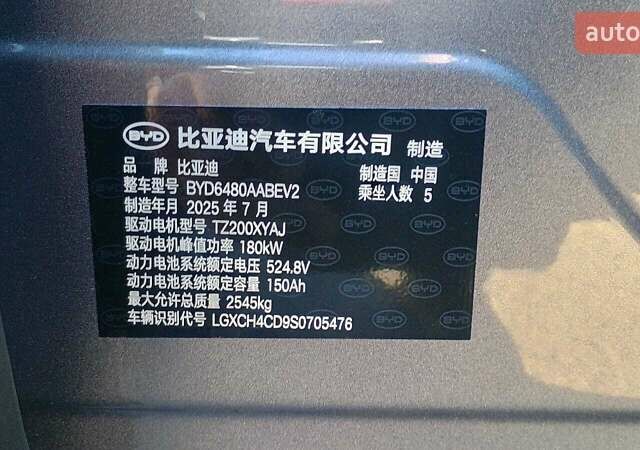 auto
BYD 比亚迪汽车有限公司 制造
品 牌 比亚迪 制造国 中国
整车型号 BYD6480AABEV2 乘坐人数 5
制造年月 2025 年 7 月
驱动电机型号 TZ200XYAJ
驱动电机峰值功率 180kW
动力电池系统额定电压 524.8V
动力电池系统额定容量 150Ah
最大允许总质量 2545kg
车辆识别代号 LGXCH4CD9S0705476